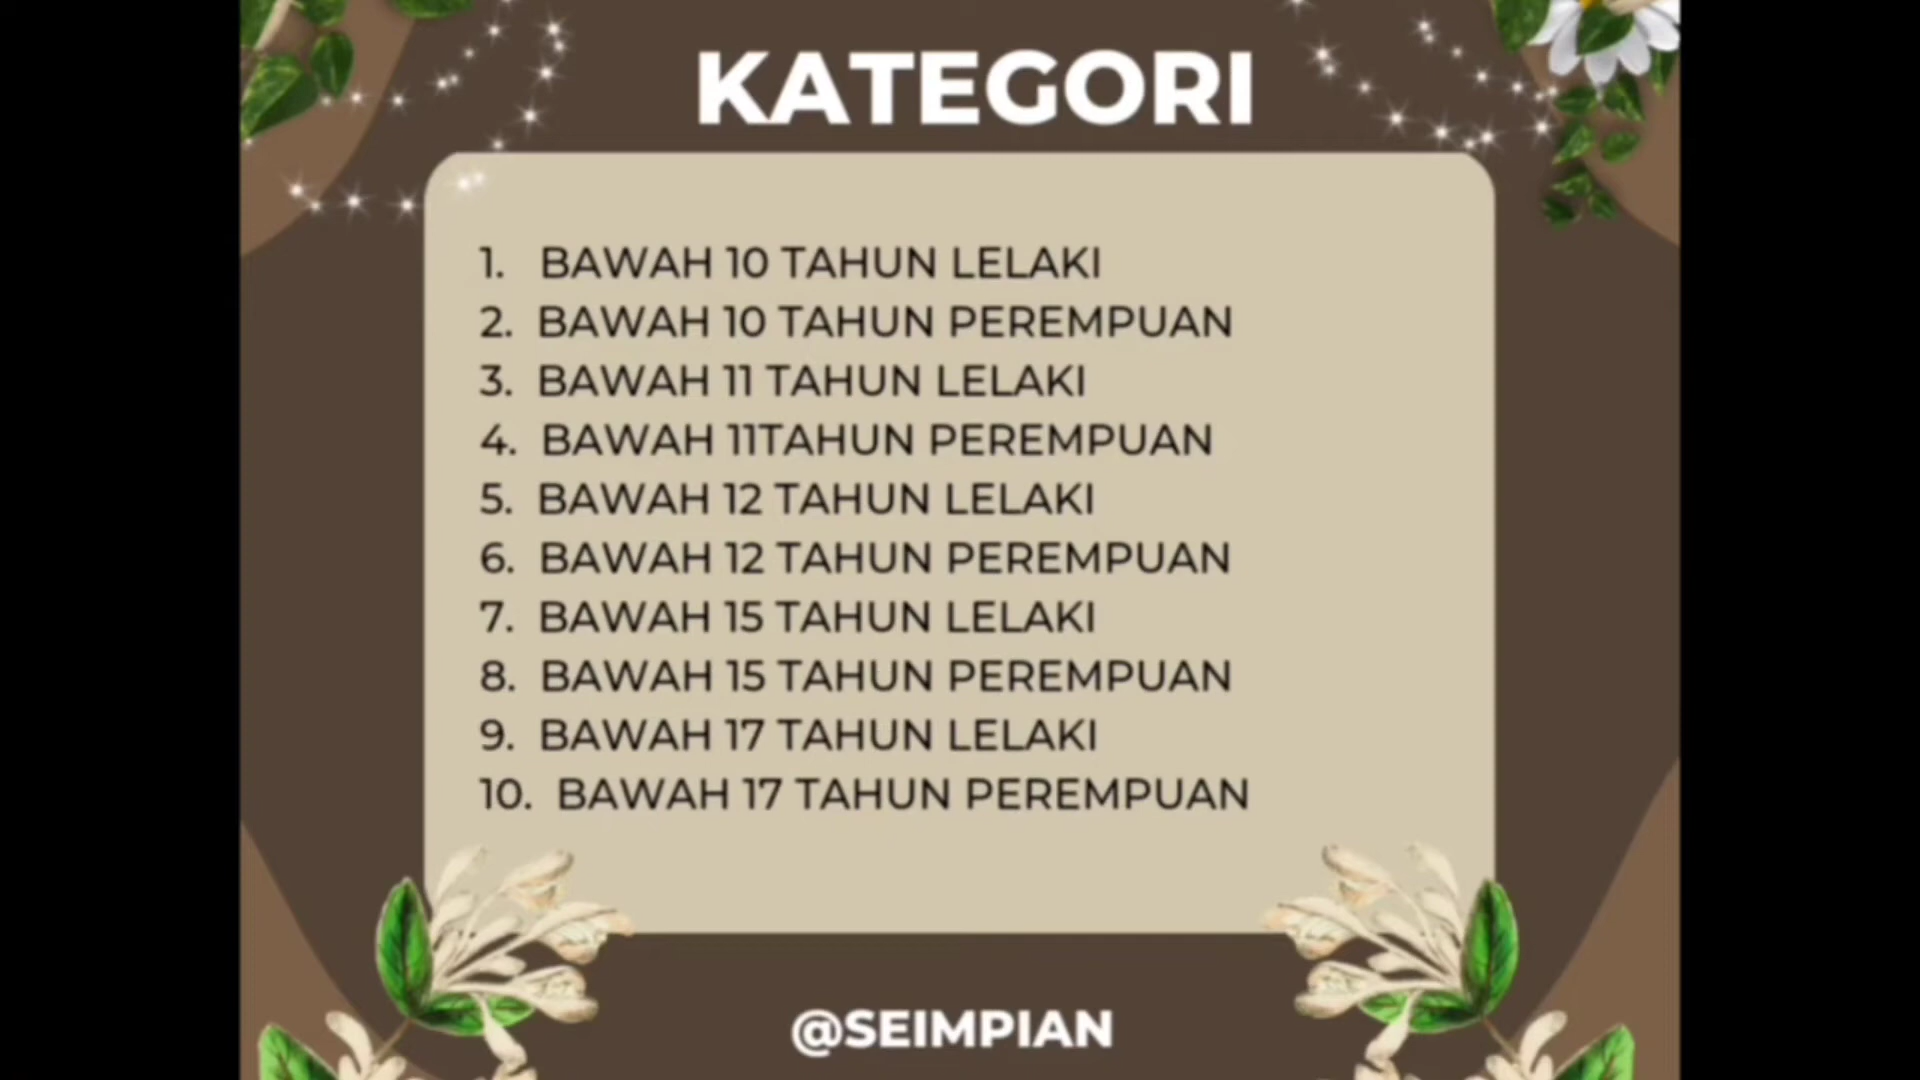 KATEGORI
1. BAWAH 10 TAHUN LELAKI
2. BAWAH 10 TAHUN PEREMPUAN
3. BAWAH 11 TAHUN LELAKI
4. BAWAH 11TAHUN PEREMPUAN
5. BAWAH 12 TAHUN LELAKI
6. BAWAH 12 TAHUN PEREMPUAN
7. BAWAH 15 TAHUN LELAKI
8. BAWAH 15 TAHUN PEREMPUAN
9. BAWAH 17 TAHUN LELAKI
10. BAWAH 17 TAHUN PEREMPUAN
@SEIMPIAN